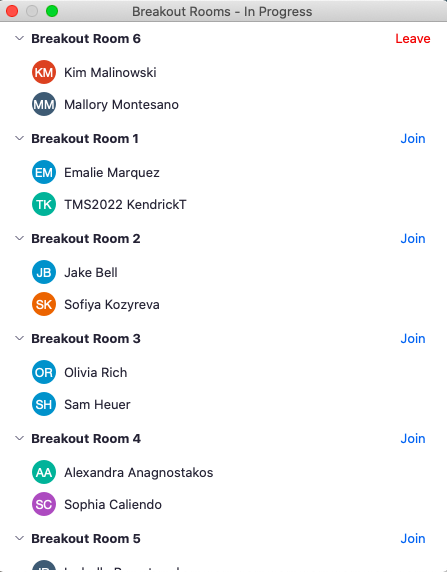 Breakout Rooms - In Progress
Breakout Room 6 Leave
KM Kim Malinowski
MM Mallory Montesano
Breakout Room 1 Join
EM Emalie Marquez
TK TMS2022 KendrickT
Breakout Room 2 Join
JB Jake Bell
SK Sofiya Kozyreva
Breakout Room 3 Join
OR Olivia Rich
SH Sam Heuer
Breakout Room 4 Join
AA Alexandra Anagnostakos
SC Sophia Caliendo
Breakout Room 5 Join